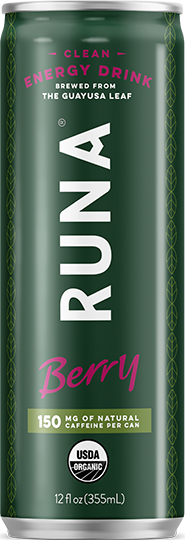 CLEAN
ENERGY DRINK
BREWED FROM
THE GUAYUSA LEAF
RUNA®
Berry
150 MG OF NATURAL
CAFFEINE PER CAN
USDA
ORGANIC
12 fl oz (355mL)